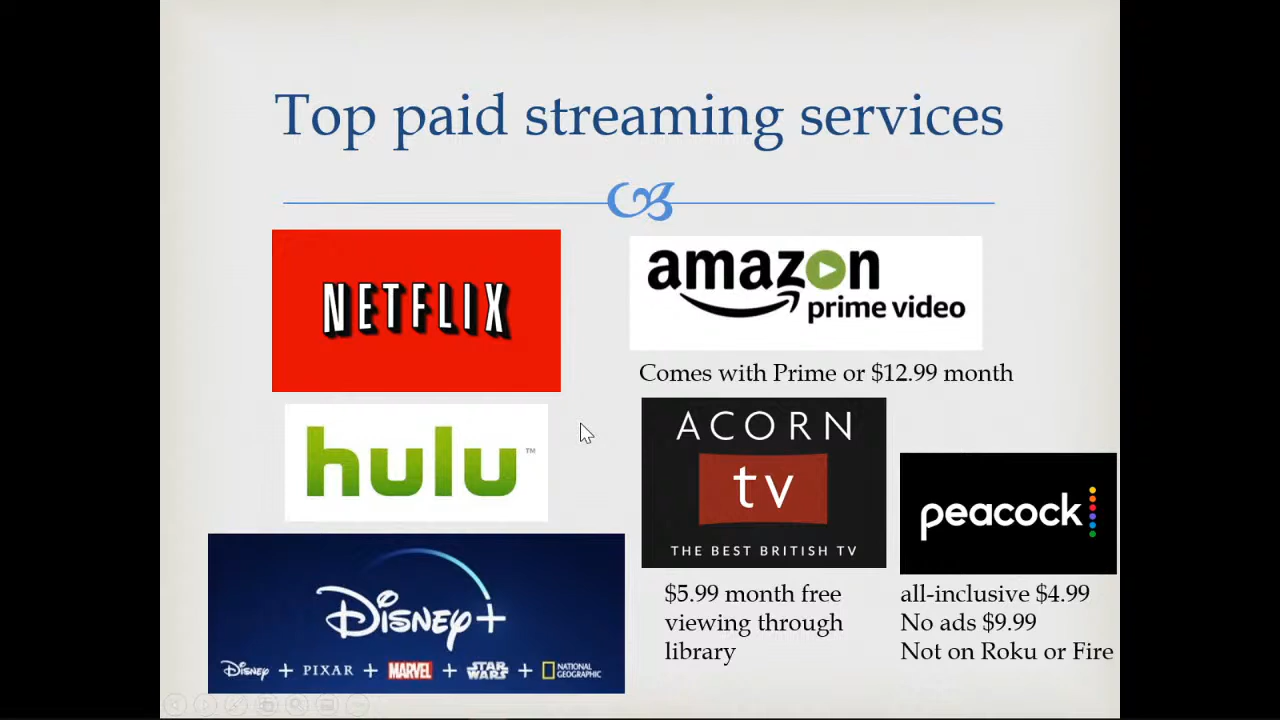 Top paid streaming services
NETFLIX
amazon
prime video
Comes with Prime or $12.99 month
hulu™
ACORN
tv
THE BEST BRITISH TV
peacock
Disney+
Disney + PIXAR + MARVEL + STAR WARS + NATIONAL GEOGRAPHIC
$5.99 month free
viewing through
library
all-inclusive $4.99
No ads $9.99
Not on Roku or Fire